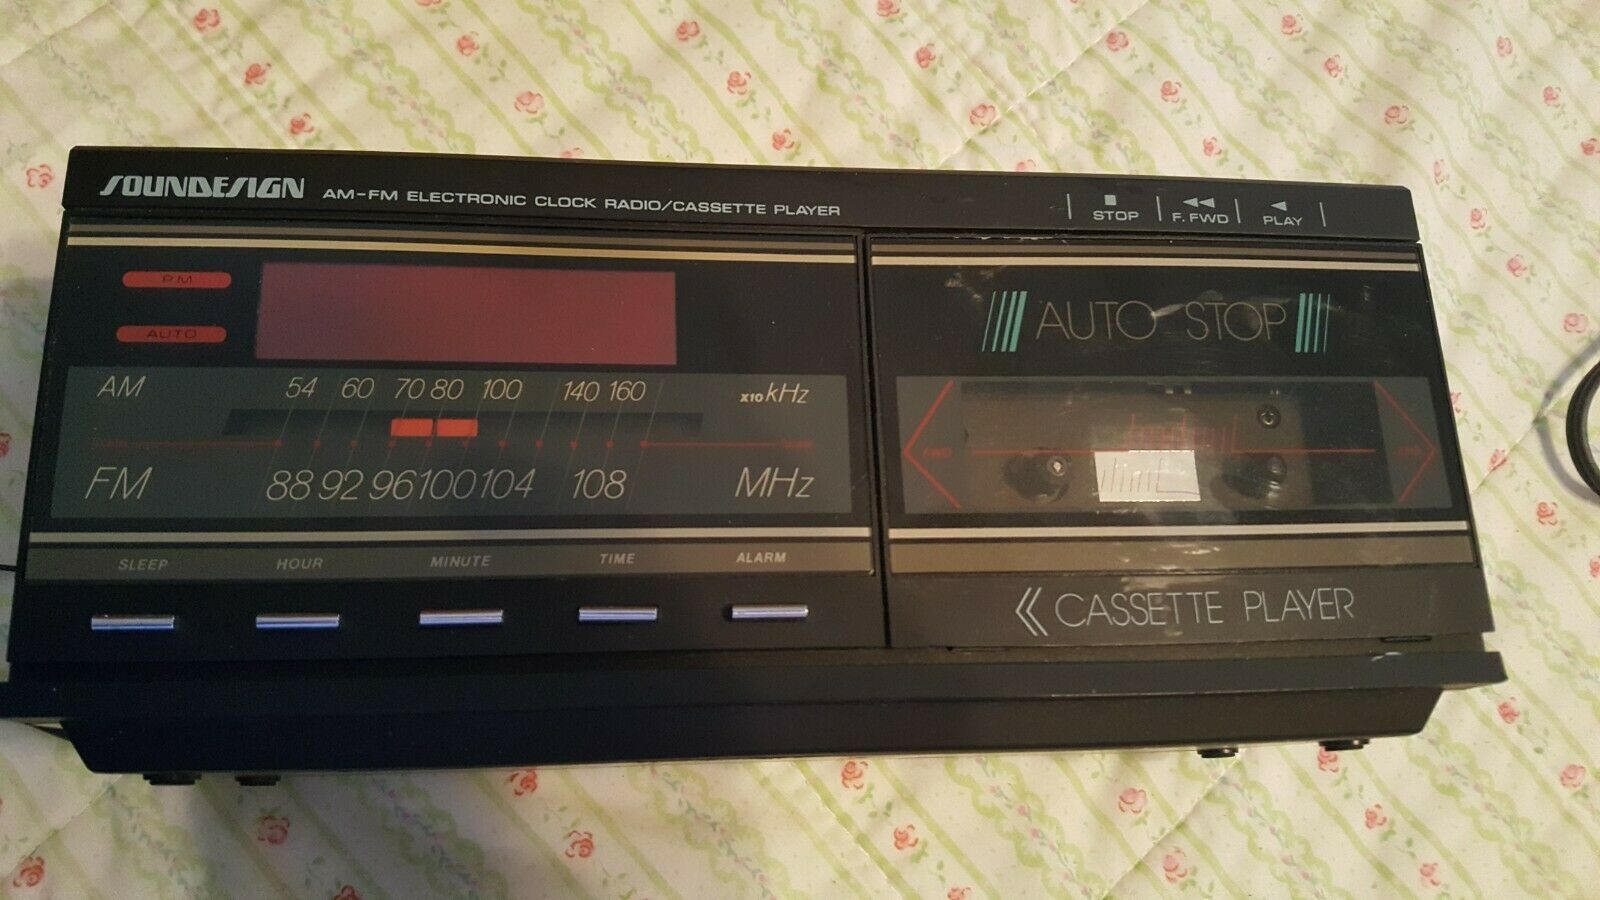 SOUNDESIGN AM-FM ELECTRONIC CLOCK RADIO/CASSETTE PLAYER
STOP F. FWD PLAY
PM
AUTO
AM 54 60 70 80 100 140 160 x10 kHz
FM 88 92 96 100 104 108 MHz
SLEEP HOUR MINUTE TIME ALARM
AUTO STOP
FWD
CASSETTE PLAYER